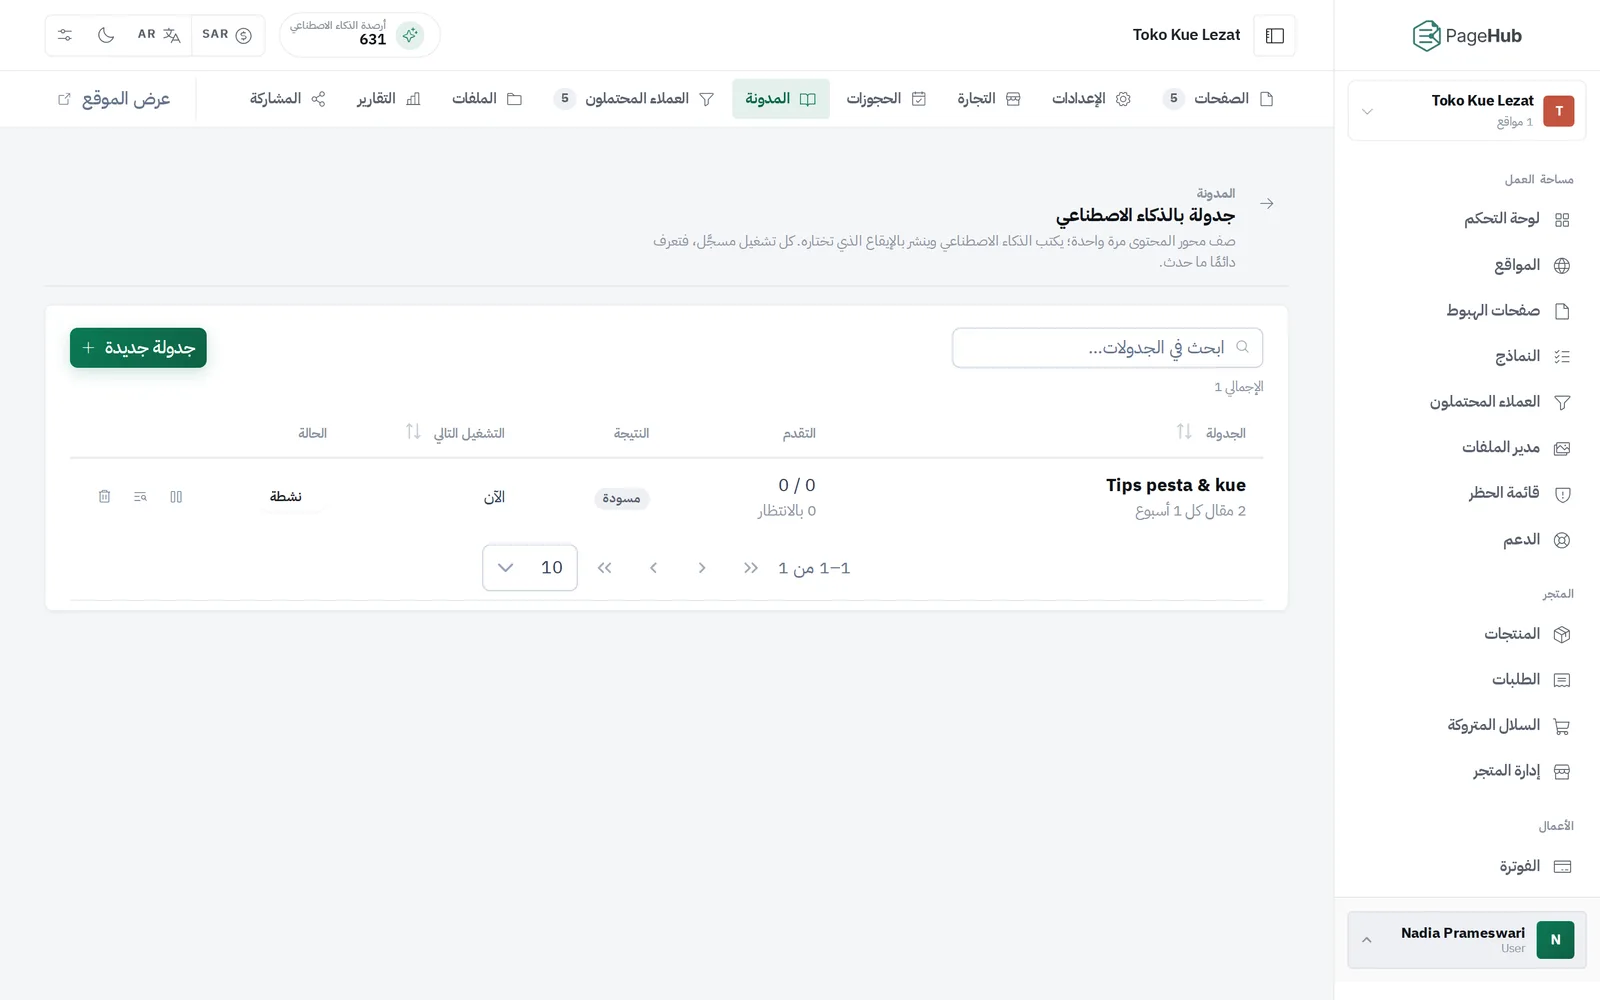 PageHub
Toko Kue Lezat
أرصدة الذكاء الاصطناعي
631
SAR
AR
T
Toko Kue Lezat
1 مواقع
مساحة العمل
لوحة التحكم
المواقع
صفحات الهبوط
النماذج
العملاء المحتملون
مدير الملفات
قائمة الحظر
الدعم
المتجر
المنتجات
الطلبات
السلال المتروكة
إدارة المتجر
الأعمال
الفوترة
N
Nadia Prameswari
User
الصفحات 5
الإعدادات
التجارة
الحجوزات
المدونة
العملاء المحتملون 5
الملفات
التقارير
المشاركة
عرض الموقع
المدونة
جدولة بالذكاء الاصطناعي
صف محور المحتوى مرة واحدة؛ يكتب الذكاء الاصطناعي وينشر بالإيقاع الذي تختاره. كل تشغيل مسجَّل، فتعرف
دائمًا ما حدث.
ابحث في الجدولات...
جدولة جديدة
الإجمالي 1
الجدولة التقدم النتيجة التشغيل التالي الحالة
Tips pesta & kue
2 مقال كل 1 أسبوع
0 / 0
0 بالانتظار
مسودة
الآن
نشطة
1–1 من 1
10